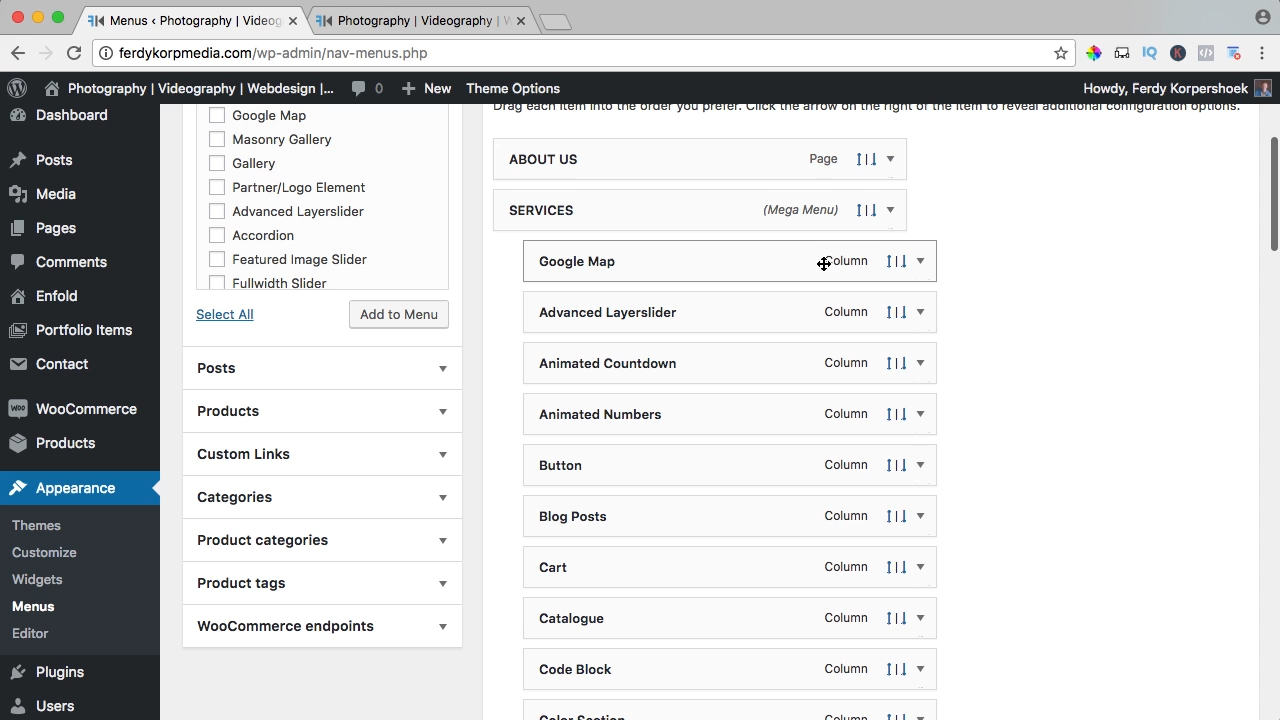 Menus ‹ Photography | Videog
Photography | Videography | W
ferdykorpmedia.com/wp-admin/nav-menus.php
Photography | Videography | Webdesign |...
0
New
Theme Options
Howdy, Ferdy Korpershoek
Dashboard
Posts
Media
Pages
Comments
Enfold
Portfolio Items
Contact
WooCommerce
Products
Appearance
Themes
Customize
Widgets
Menus
Editor
Plugins
Users
Google Map
Masonry Gallery
Gallery
Partner/Logo Element
Advanced Layerslider
Accordion
Featured Image Slider
Fullwidth Slider
Select All
Add to Menu
Posts
Products
Custom Links
Categories
Product categories
Product tags
WooCommerce endpoints
Drag each item into the order you prefer. Click the arrow on the right of the item to reveal additional configuration options.
ABOUT US Page
SERVICES (Mega Menu)
Google Map Column
Advanced Layerslider Column
Animated Countdown Column
Animated Numbers Column
Button Column
Blog Posts Column
Cart Column
Catalogue Column
Code Block Column
Color Section Column